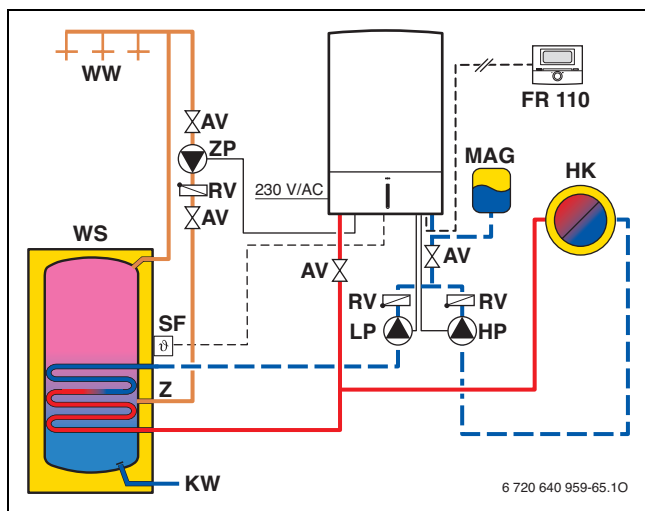 WW
AV
ZP
RV
AV
230 V/AC
FR 110
MAG
HK
WS
AV
AV
RV
RV
SF
ϑ
LP
HP
Z
KW
6 720 640 959-65.1O